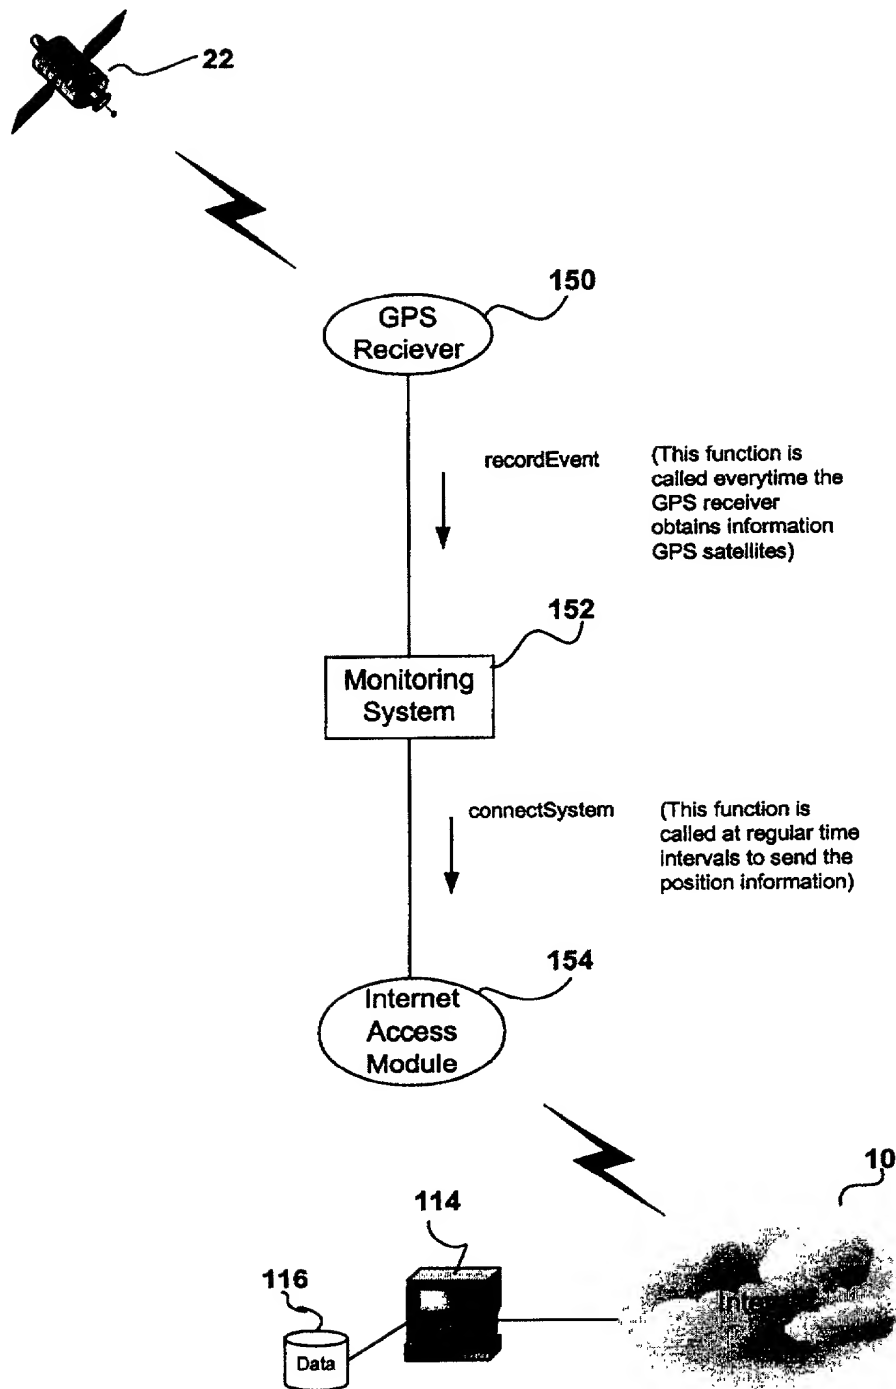 22
150
GPS
Reciever
recordEvent
(This function is
called everytime the
GPS receiver
obtains information
GPS satellites)
152
Monitoring
System
connectSystem
(This function is
called at regular time
intervals to send the
position information)
154
Internet
Access
Module
10
114
116
Data